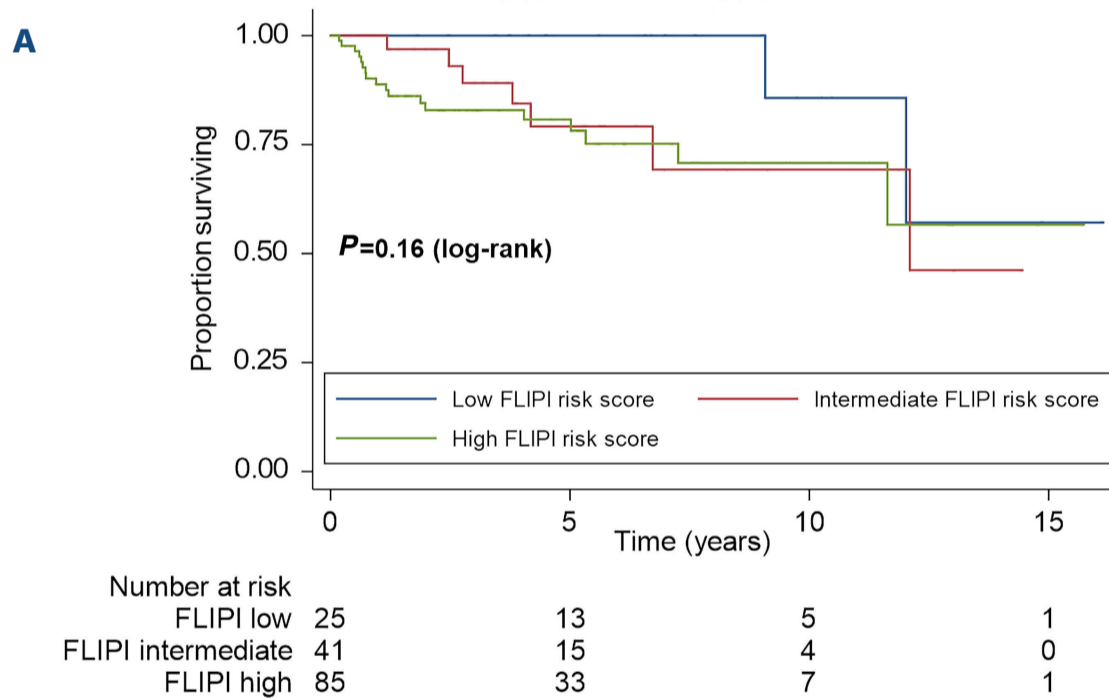 A
1.00
0.75
0.50
0.25
0.00
Proportion surviving
P=0.16 (log-rank)
Low FLIPI risk score Intermediate FLIPI risk score
High FLIPI risk score
0 5 10 15
Time (years)
Number at risk
FLIPI low 25 13 5 1
FLIPI intermediate 41 15 4 0
FLIPI high 85 33 7 1